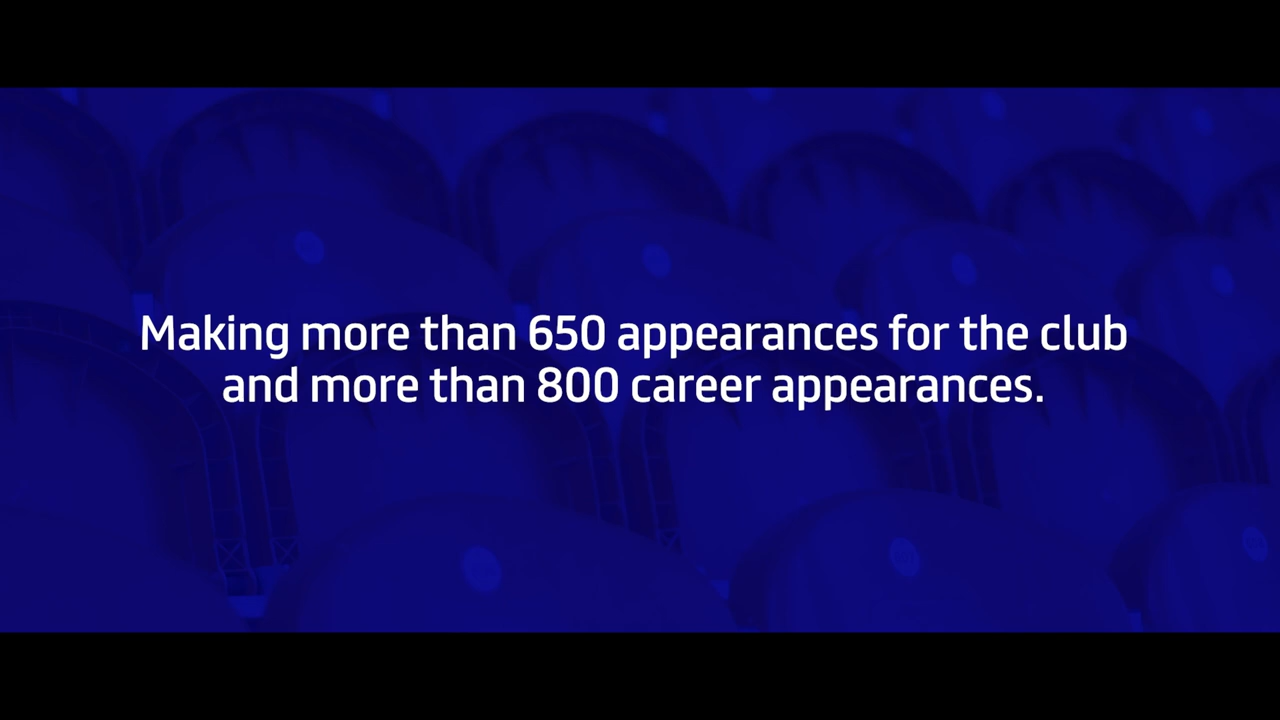 Making more than 650 appearances for the club
and more than 800 career appearances.